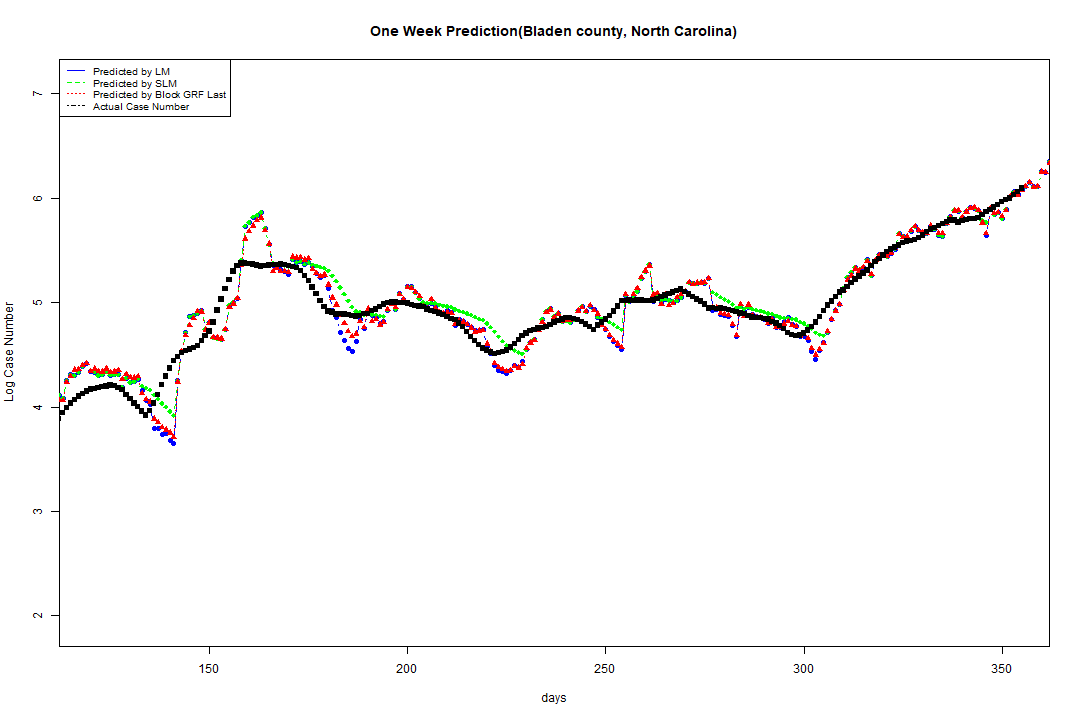 One Week Prediction(Bladen county, North Carolina)
Predicted by LM
Predicted by SLM
Predicted by Block GRF Last
Actual Case Number
7
6
5
4
3
2
Log Case Number
150 200 250 300 350
days